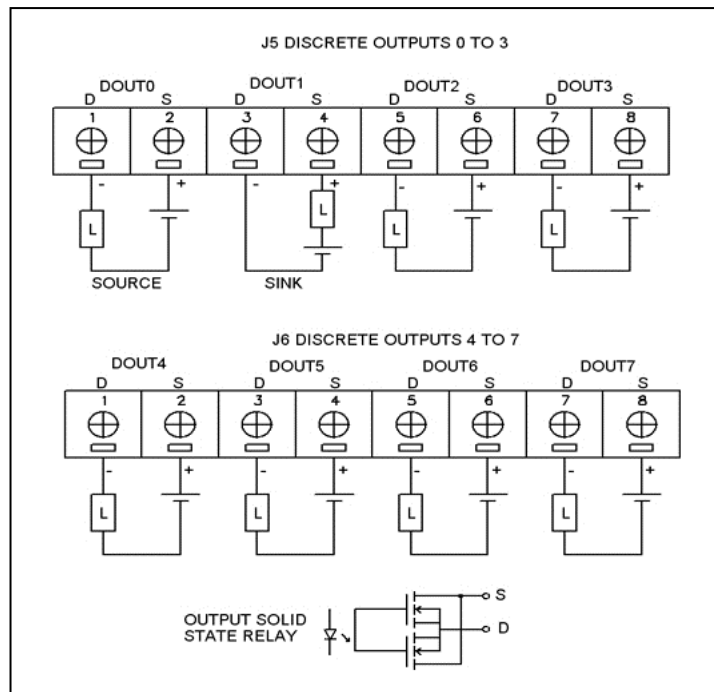 J5 DISCRETE OUTPUTS 0 TO 3
DOUT0 DOUT1 DOUT2 DOUT3
D S D S D S D S
1 2 3 4 5 6 7 8
- + - + - + - +
L L L L
SOURCE SINK
J6 DISCRETE OUTPUTS 4 TO 7
DOUT4 DOUT5 DOUT6 DOUT7
D S D S D S D S
1 2 3 4 5 6 7 8
- + - + - + - +
L L L L
OUTPUT SOLID
STATE RELAY
S
D